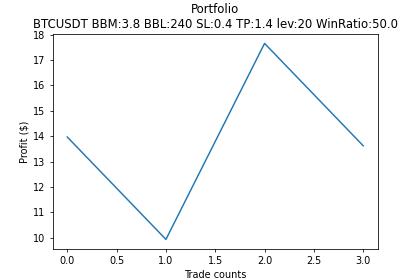 Portfolio
BTCUSDT BBM:3.8 BBL:240 SL:0.4 TP:1.4 lev:20 WinRatio:50.0
18
17
16
15
14
13
12
11
10
Profit ($)
0.0 0.5 1.0 1.5 2.0 2.5 3.0
Trade counts